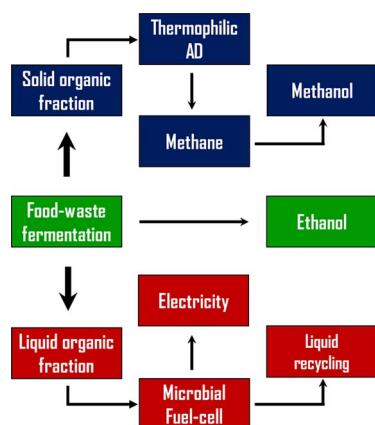 Thermophilic
AD
Solid organic
fraction
Methanol
Methane
Food-waste
fermentation
Ethanol
Electricity
Liquid organic
fraction
Liquid
recycling
Microbial
Fuel-cell